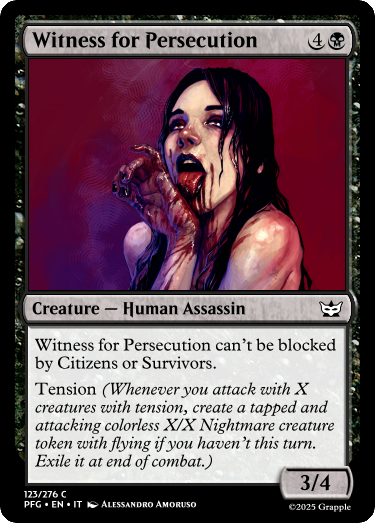 Witness for Persecution 4
Creature — Human Assassin
Witness for Persecution can't be blocked
by Citizens or Survivors.
Tension (Whenever you attack with X
creatures with tension, create a tapped and
attacking colorless X/X Nightmare creature
token with flying if you haven't this turn.
Exile it at end of combat.)
3/4
123/276 C
PFG • EN • IT Alessandro Amoruso
©2025 Grapple